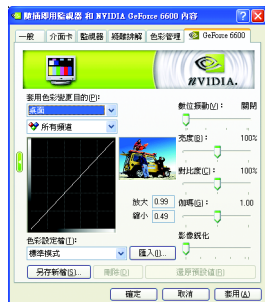 隨插即用監視器 和 NVIDIA GeForce 6600 內容
一般 介面卡 監視器 疑難排解 色彩管理 GeForce 6600
NVIDIA.
套用色彩變更目的(P):
桌面
所有頻道
數位振動(V): 關閉
亮度(B): 100%
對比度(C): 100%
放大 0.99
縮小 0.49
伽瑪(G): 1.00
影像銳化
色彩設定檔(T):
標準模式
匯入(I)...
另存新檔(S)... 刪除(D) 還原預設值(R)
確定 取消 套用(A)